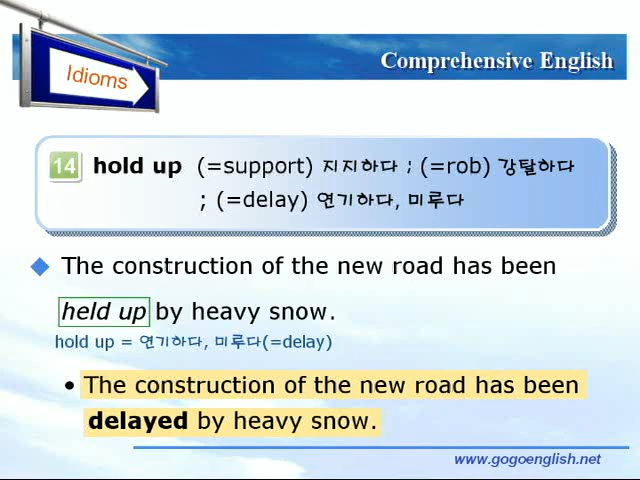 Idioms
Comprehensive English
14 hold up (=support) 지지하다 ; (=rob) 강탈하다
; (=delay) 연기하다, 미루다
The construction of the new road has been
held up by heavy snow.
hold up = 연기하다, 미루다(=delay)
• The construction of the new road has been
delayed by heavy snow.
www.gogoenglish.net